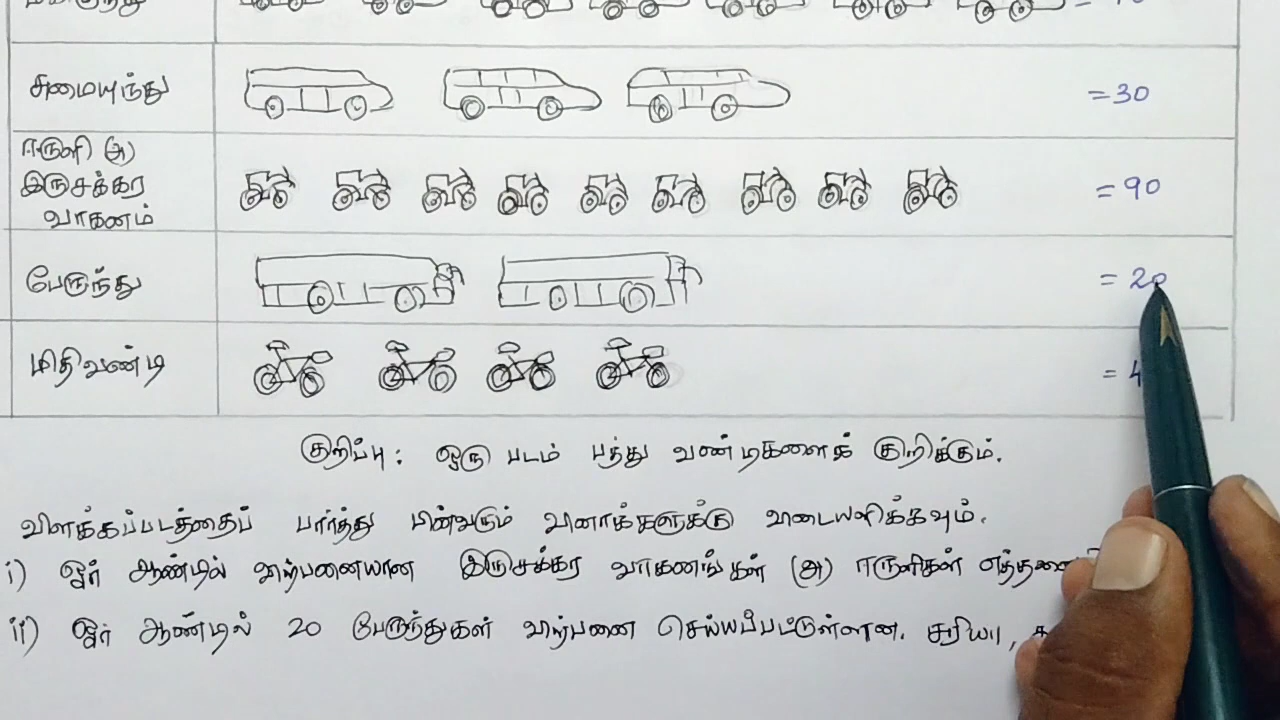 சுமையுந்து = 30
ஈருளி (அ)
இருசக்கர
வாகனம் = 90
பேருந்து = 20
மிதிவண்டி = 4
குறிப்பு : ஒரு படம் பத்து வண்டிகளைக் குறிக்கும்.
விளக்கப்படத்தைப் பார்த்து பின்வரும் வினாக்களுக்கு விடையளிக்கவும்.
i) ஓர் ஆண்டில் விற்பனையான இருசக்கர வாகனங்கள் (அ) ஈருளிகள் எத்தனை
ii) ஓர் ஆண்டில் 20 பேருந்துகள் விற்பனை செய்யப்பட்டுள்ளன. சரியா,